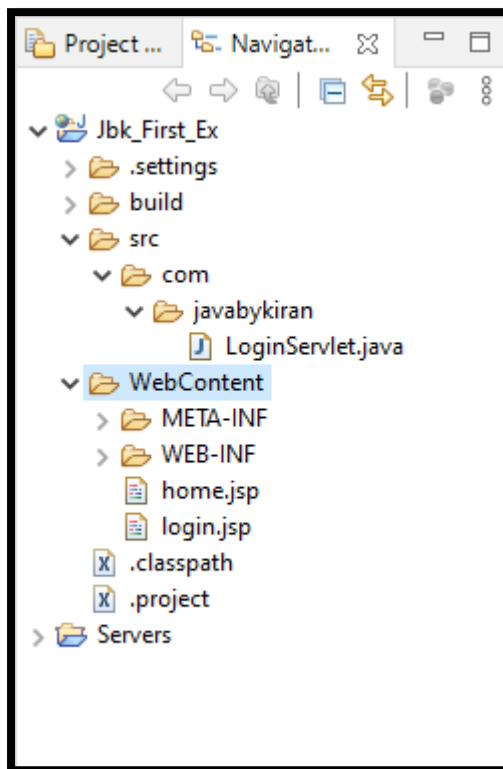 Project ... Navigat...
Jbk_First_Ex
.settings
build
src
com
javabykiran
LoginServlet.java
WebContent
META-INF
WEB-INF
home.jsp
login.jsp
.classpath
.project
Servers